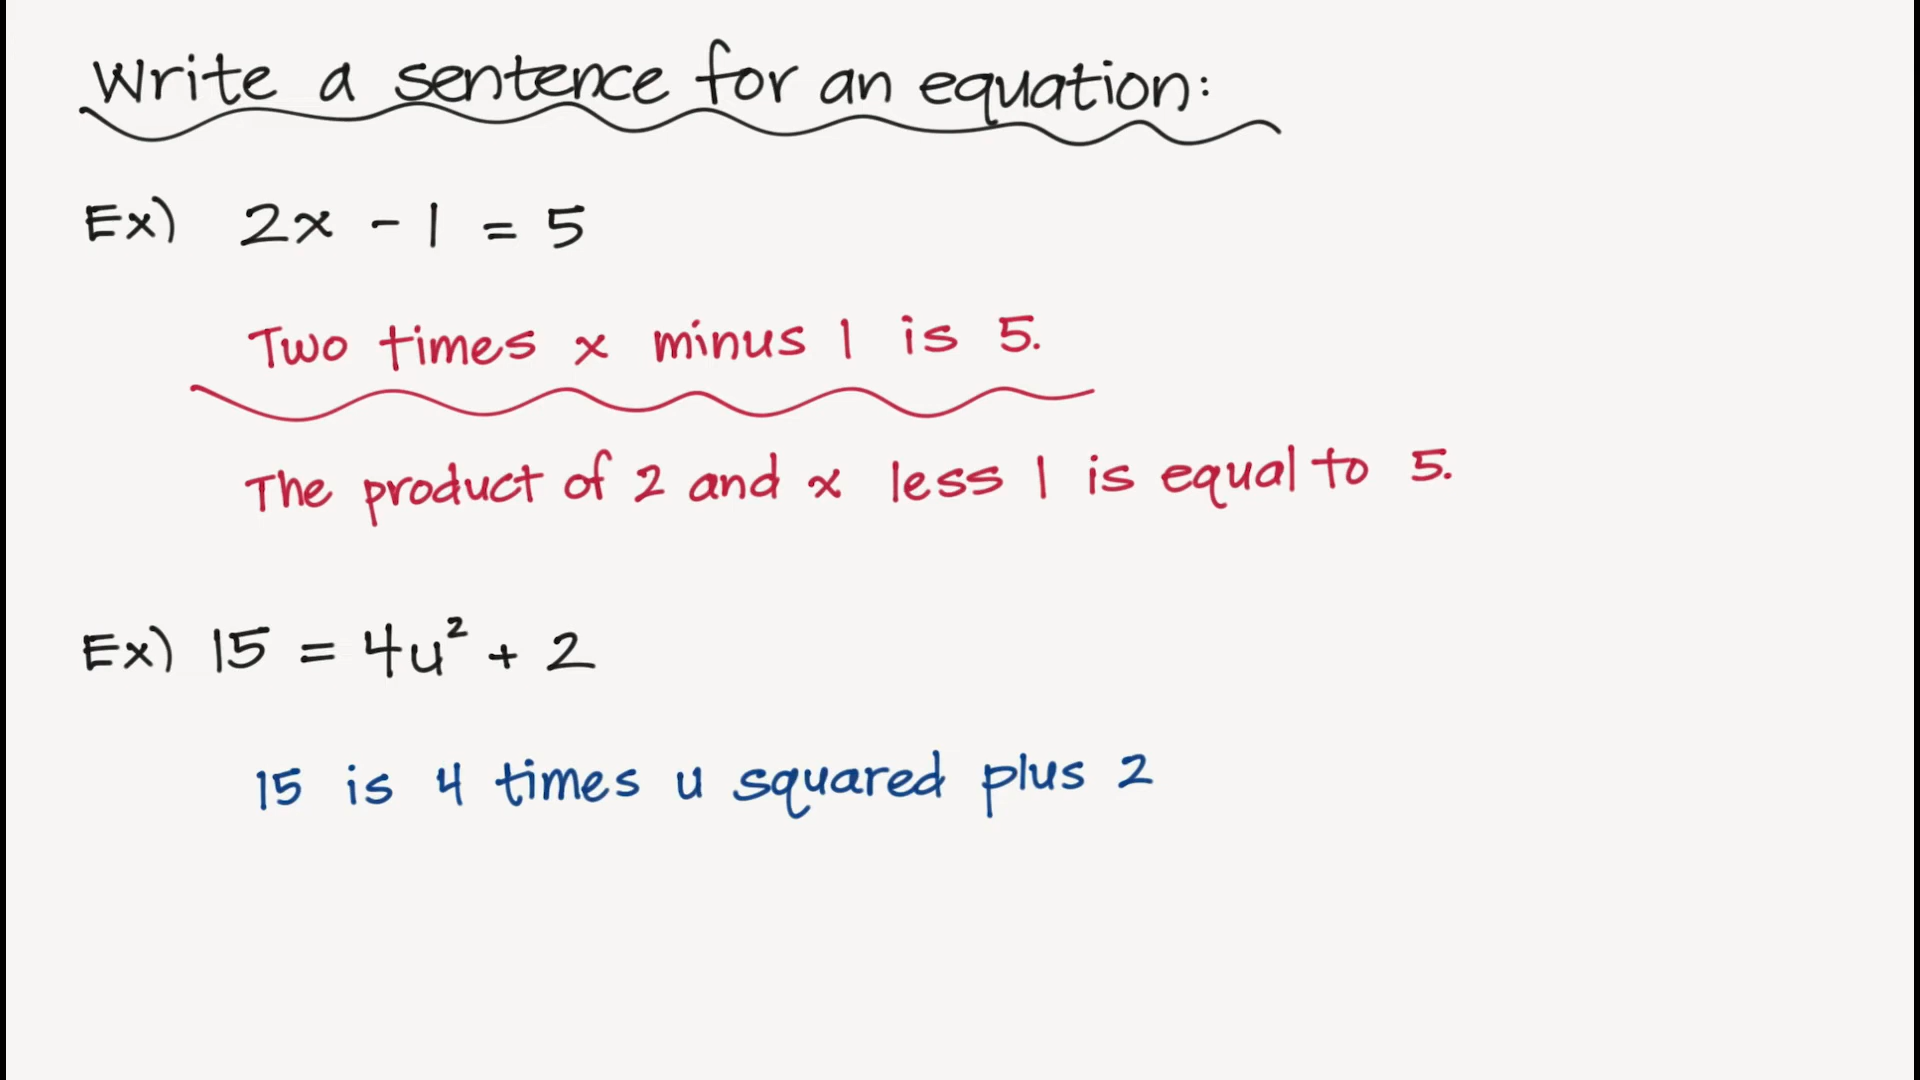 Write a sentence for an equation:
Ex) 2x - 1 = 5
Two times x minus 1 is 5.
The product of 2 and x less 1 is equal to 5.
Ex) 15 = 4u² + 2
15 is 4 times u squared plus 2